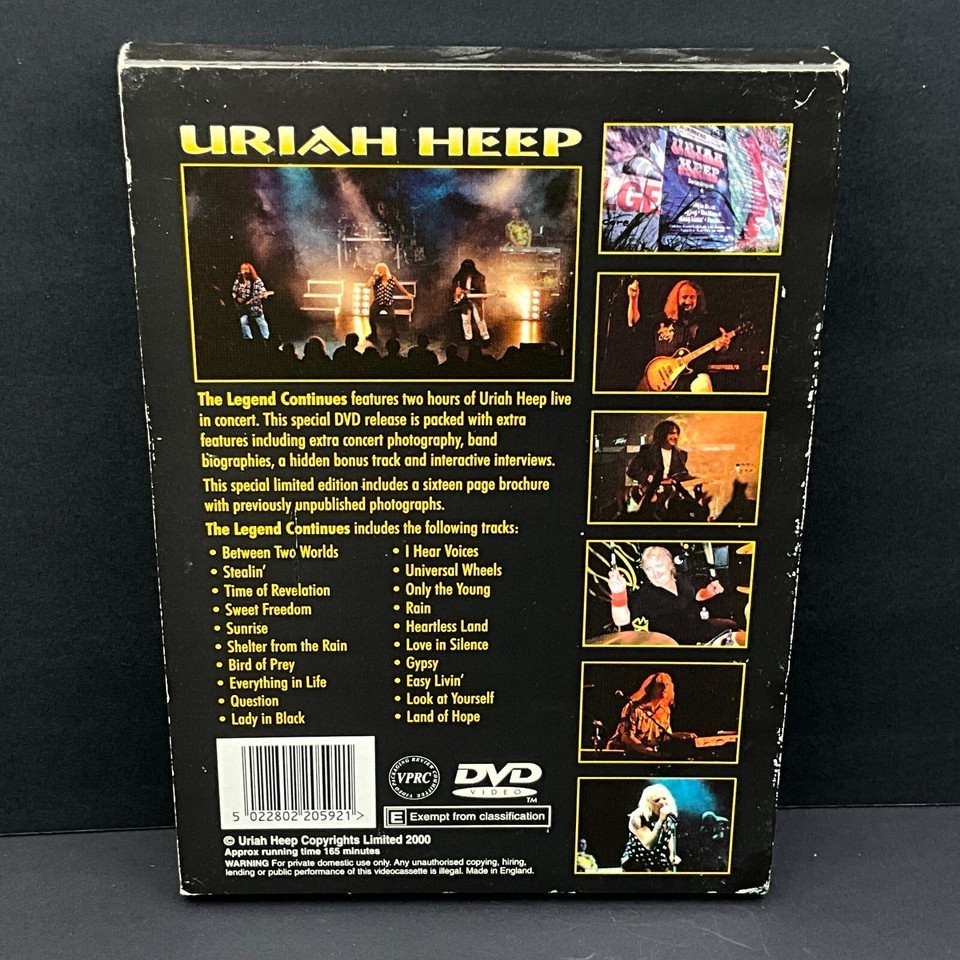 URIAH HEEP
URIAH
HEEP
The Legend Continues features two hours of Uriah Heep live
in concert. This special DVD release is packed with extra
features including extra concert photography, band
biographies, a hidden bonus track and interactive interviews.
This special limited edition includes a sixteen page brochure
with previously unpublished photographs.
The Legend Continues includes the following tracks:
• Between Two Worlds
• Stealin'
• Time of Revelation
• Sweet Freedom
• Sunrise
• Shelter from the Rain
• Bird of Prey
• Everything in Life
• Question
• Lady in Black
• I Hear Voices
• Universal Wheels
• Only the Young
• Rain
• Heartless Land
• Love in Silence
• Gypsy
• Easy Livin'
• Look at Yourself
• Land of Hope
5 022802 205921 >
VIDEO PACKAGING REVIEW COMMITTEE
VPRC
DVD
VIDEO
TM
E Exempt from classification
© Uriah Heep Copyrights Limited 2000
Approx running time 165 minutes
WARNING For private domestic use only. Any unauthorised copying, hiring,
lending or public performance of this videocassette is illegal. Made in England.